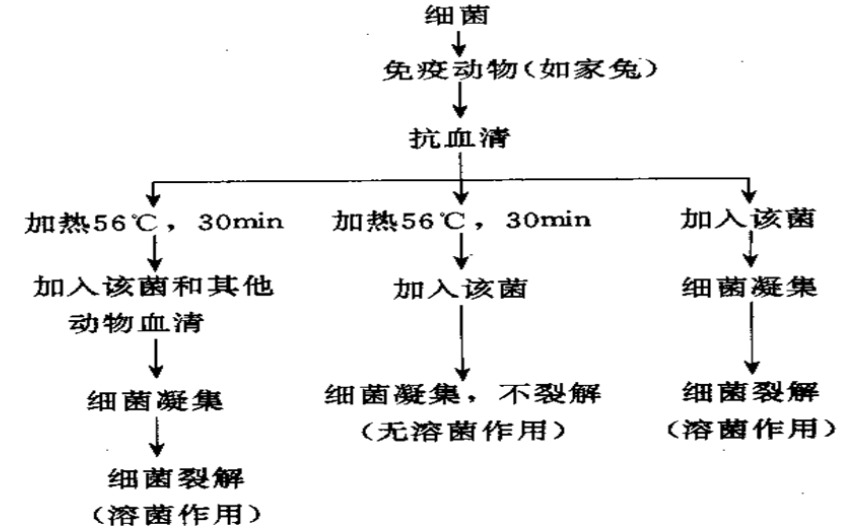 细菌
免疫动物(如家兔)
抗血清
加热56℃，30min
加热56℃，30min
加入该菌
加入该菌和其他
动物血清
加入该菌
细菌凝集
细菌凝集
细菌凝集，不裂解
(无溶菌作用)
细菌裂解
(溶菌作用)
细菌裂解
(溶菌作用)